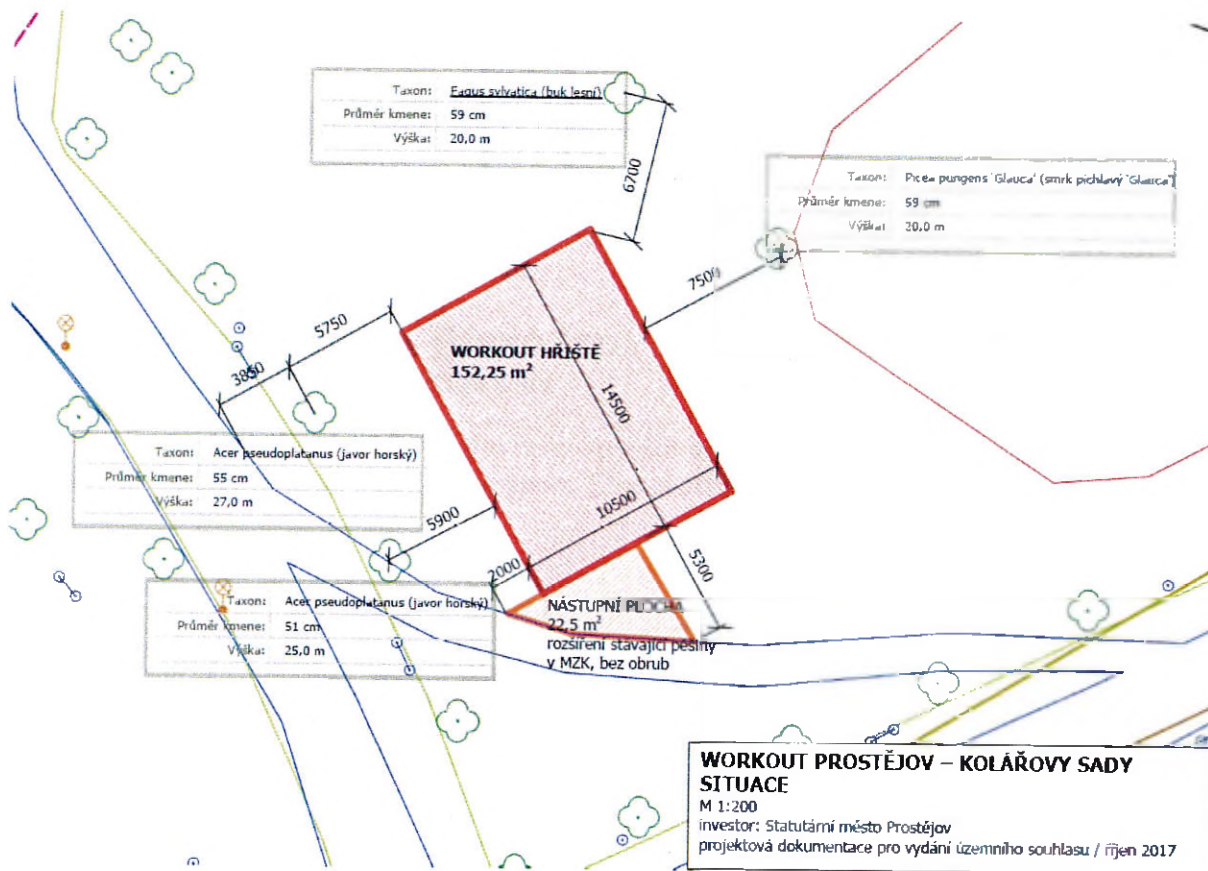 Taxon: Fagus sylvatica (buk lesní)
Průměr kmene: 59 cm
Výška: 20,0 m
6700
Taxon: Picea pungens 'Glauca' (smrk pichlavý 'Glauca')
Průměr kmene: 59 cm
Výška: 20,0 m
7500
5750
3850
WORKOUT HŘIŠTĚ
152,25 m²
14500
10500
Taxon: Acer pseudoplatanus (javor horský)
Průměr kmene: 55 cm
Výška: 27,0 m
5900
2000
5300
Taxon: Acer pseudoplatanus (javor horský)
Průměr kmene: 51 cm
Výška: 25,0 m
NÁSTUPNÍ PLOCHA
22,5 m²
rozšíření stávající pěšiny
v MZK, bez obrub
WORKOUT PROSTĚJOV – KOLÁŘOVY SADY
SITUACE
M 1:200
investor: Statutární město Prostějov
projektová dokumentace pro vydání územního souhlasu / říjen 2017